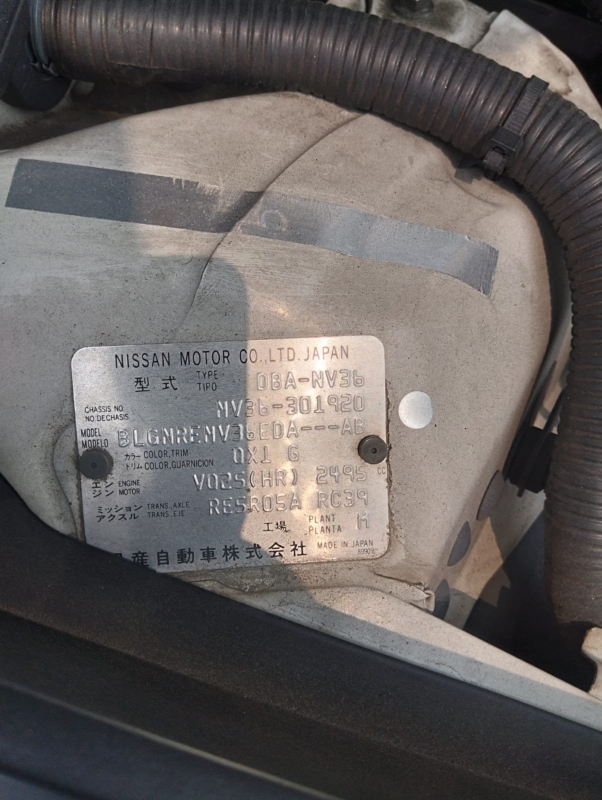 NISSAN MOTOR CO.,LTD.JAPAN
型式 TYPE TIPO DBA-NV36
CHASSIS NO. NO.DECHASIS NV36-301920
MODEL MODELO BLGNRENV36EDA---AB
カラー COLOR,TRIM トリム COLOR,GUARNICION QX1 G
エンジン ENGINE MOTOR VQ25(HR) 2495 CC
ミッション TRANS.,AXLE アクスル TRANS.,EJE RE5R05A RC39
工場 PLANT PLANTA M
日産自動車株式会社 MADE IN JAPAN